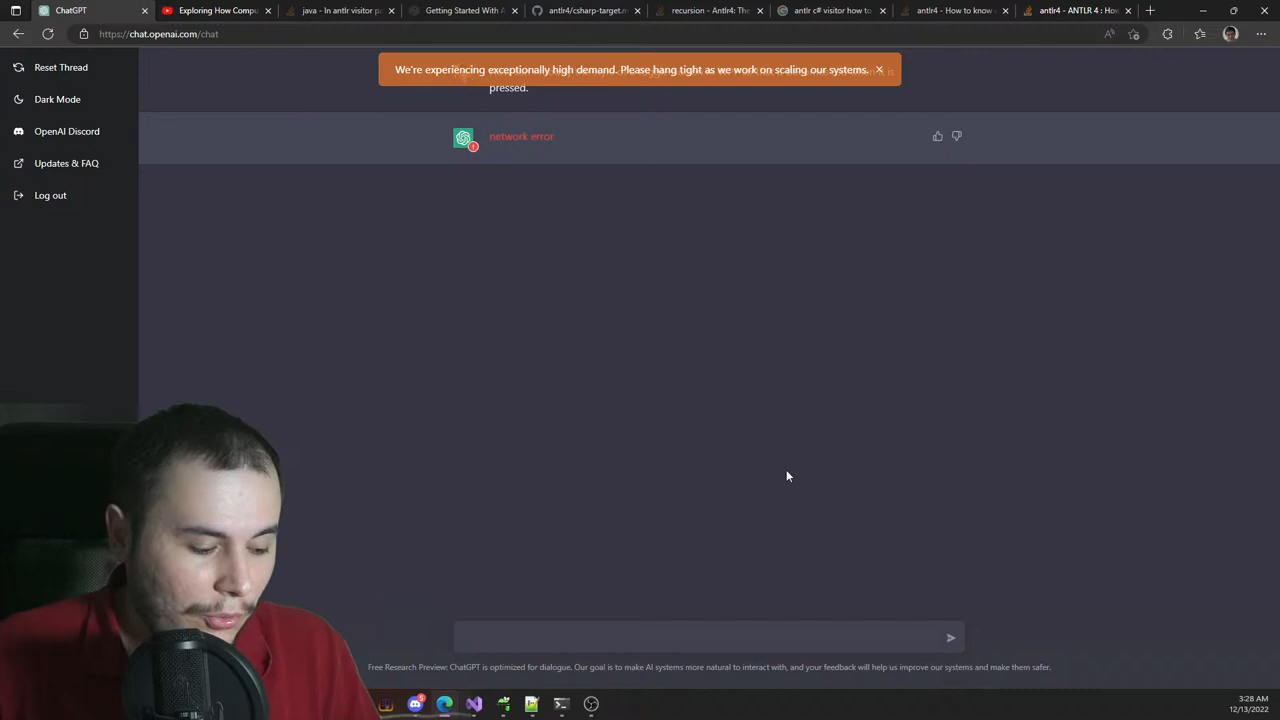 ChatGPT
Exploring How Compu
java - In antlr visitor p
Getting Started With A
antlr4/csharp-target.m
recursion - Antlr4: The
antlr c# visitor how to
antlr4 - How to know
antlr4 - ANTLR 4 : How
https://chat.openai.com/chat
Reset Thread
Dark Mode
OpenAI Discord
Updates & FAQ
Log out
We're experiencing exceptionally high demand. Please hang tight as we work on scaling our systems.
is
pressed.
network error
Free Research Preview: ChatGPT is optimized for dialogue. Our goal is to make AI systems more natural to interact with, and your feedback will help us improve our systems and make them safer.
5
3:28 AM
12/13/2022